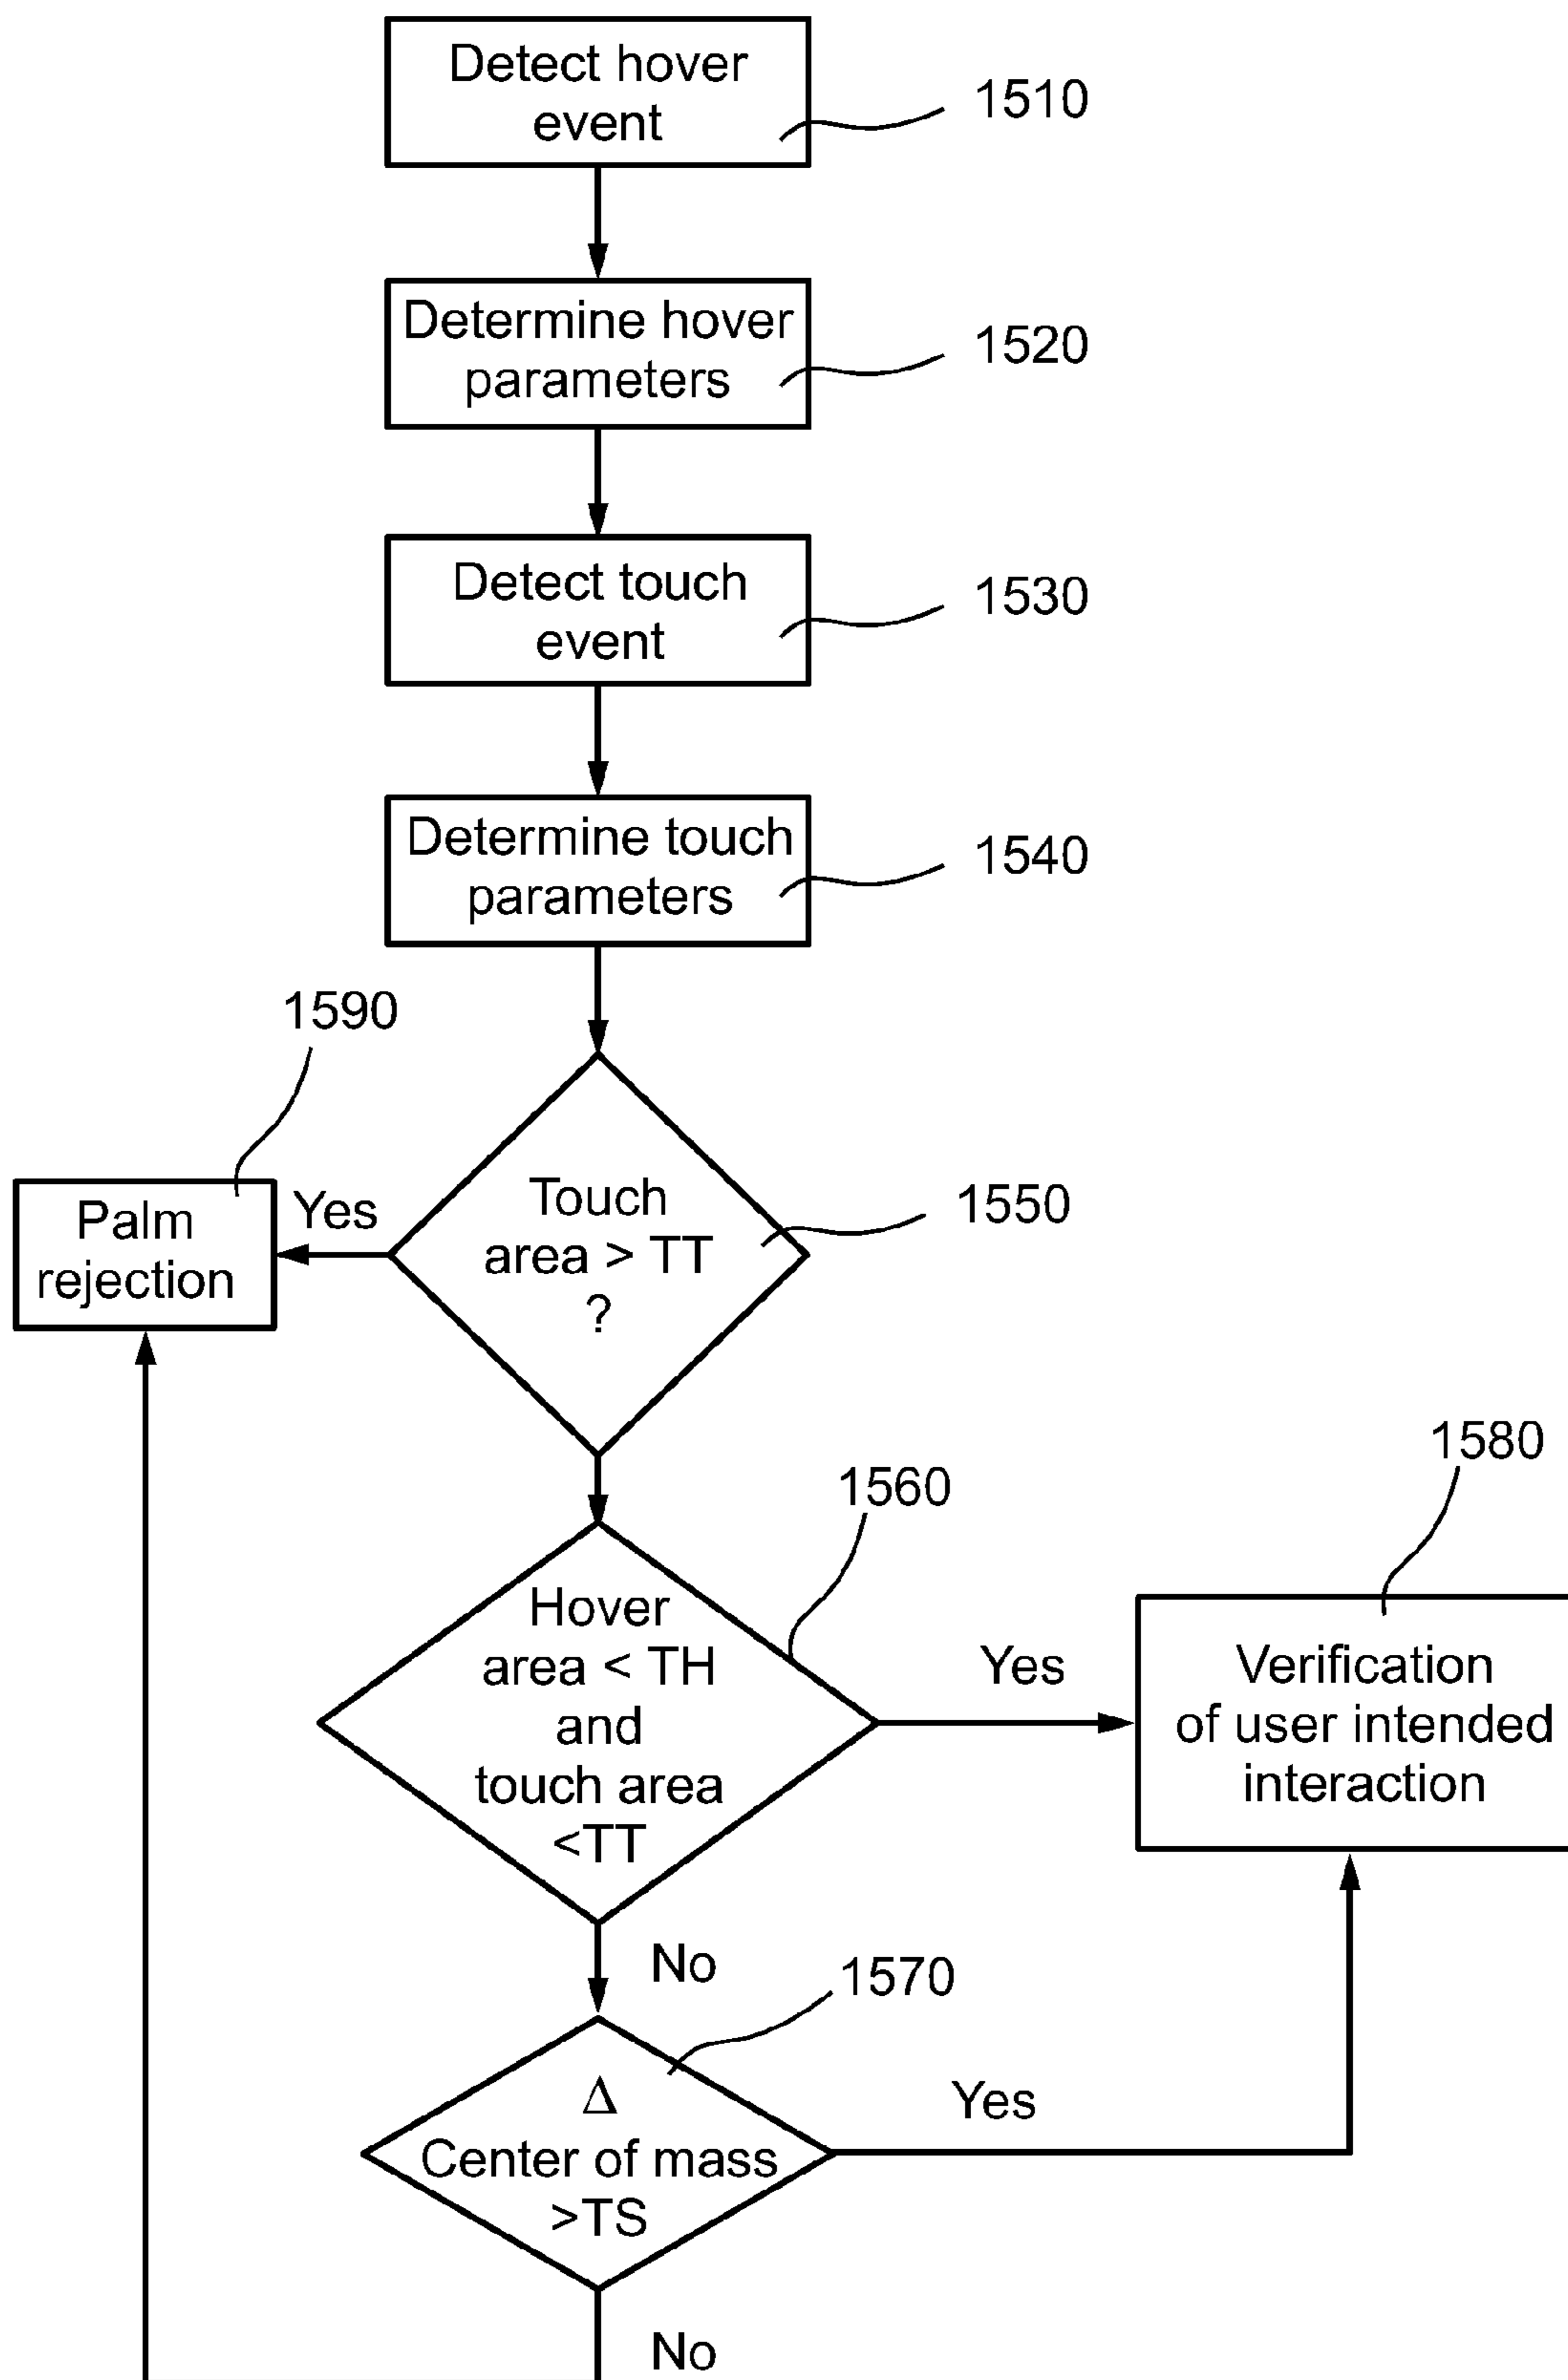 Detect hover
event
1510
Determine hover
parameters
1520
Detect touch
event
1530
Determine touch
parameters
1540
1590
Palm
rejection
Yes
Touch
area > TT
?
1550
1560
Hover
area < TH
and
touch area
<TT
Yes
1580
Verification
of user intended
interaction
No
1570
Δ
Center of mass
>TS
Yes
No